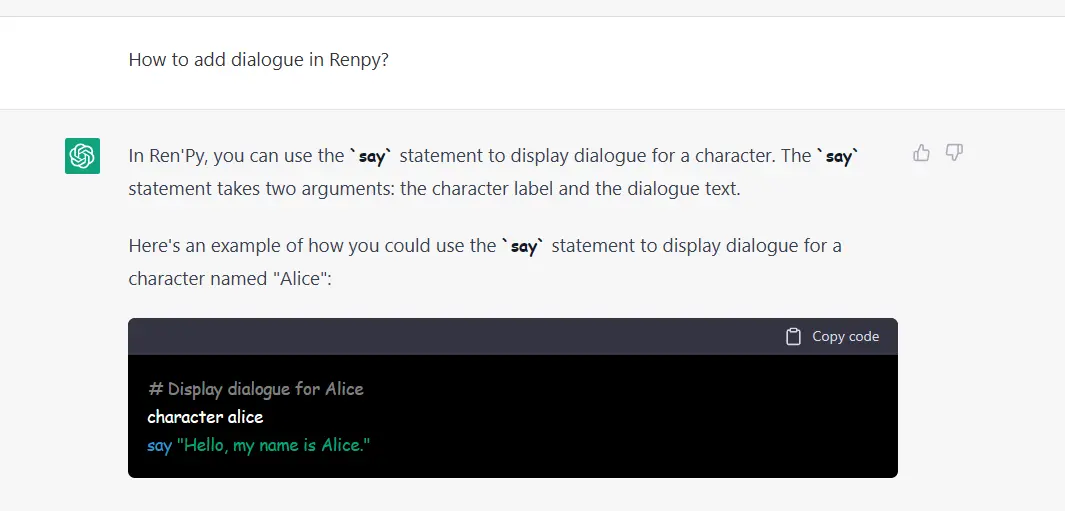 How to add dialogue in Renpy?
In Ren'Py, you can use the `say` statement to display dialogue for a character. The `say`
statement takes two arguments: the character label and the dialogue text.
Here's an example of how you could use the `say` statement to display dialogue for a
character named "Alice":
Copy code
# Display dialogue for Alice
character alice
say "Hello, my name is Alice."